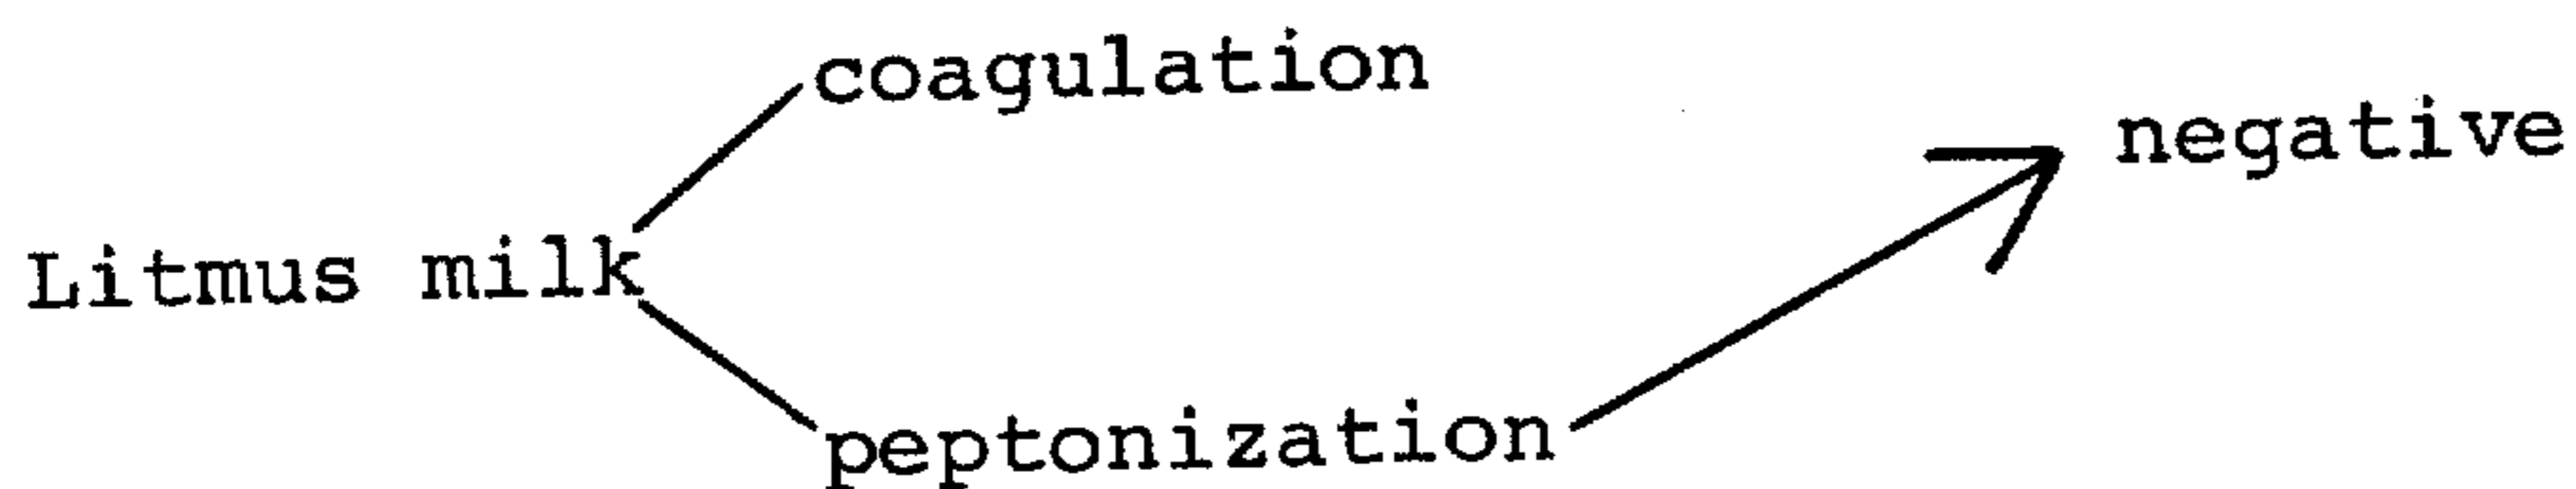 coagulation
negative
Litmus milk
peptonization